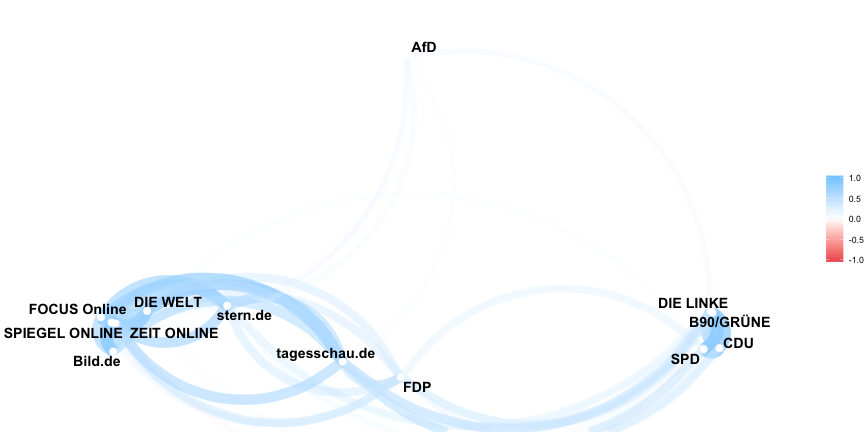 AfD
1.0
0.5
0.0
-0.5
-1.0
FOCUS Online
DIE WELT
stern.de
SPIEGEL ONLINE
ZEIT ONLINE
Bild.de
tagesschau.de
FDP
DIE LINKE
B90/GRÜNE
CDU
SPD